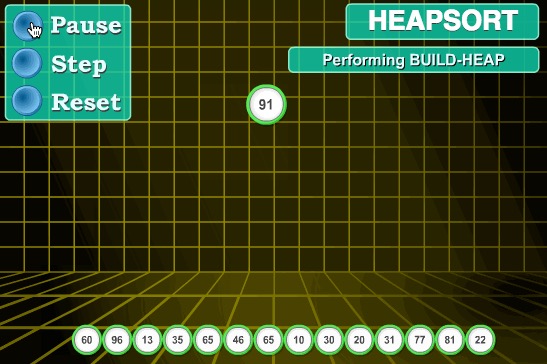 Pause
Step
Reset
HEAPSORT
Performing BUILD-HEAP
91
60 96 13 35 65 46 65 10 30 20 31 77 81 22